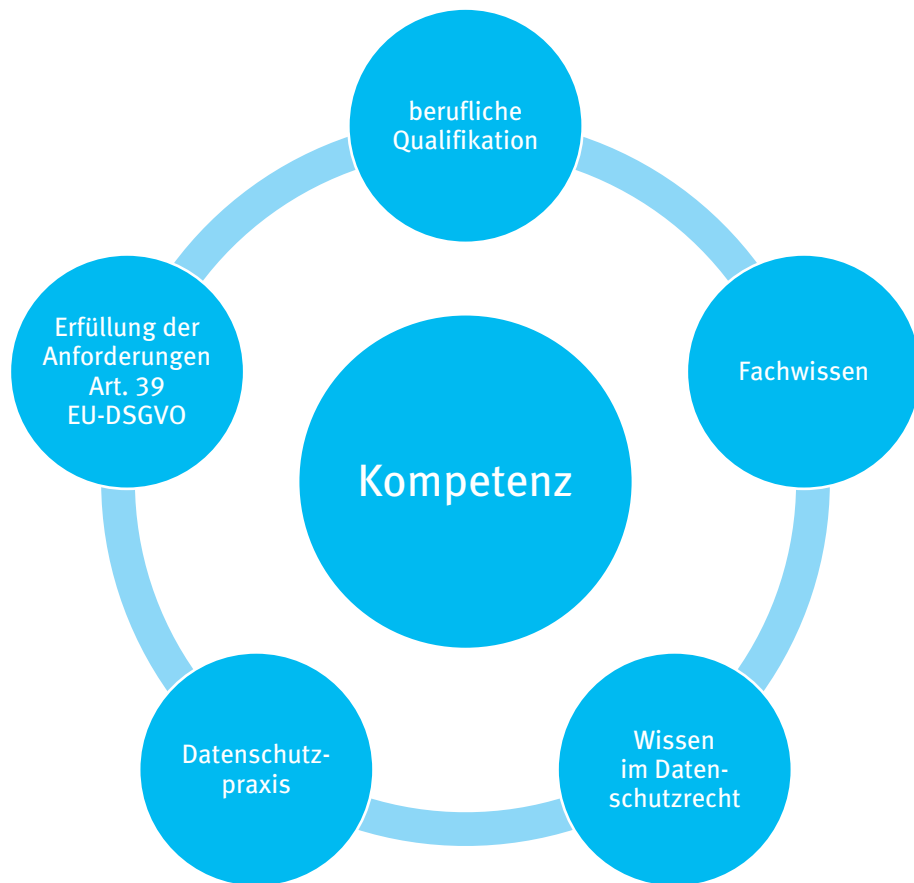 berufliche
Qualifikation
Erfüllung der
Anforderungen
Art. 39
EU-DSGVO
Fachwissen
Kompetenz
Datenschutz-
praxis
Wissen
im Daten-
schutzrecht